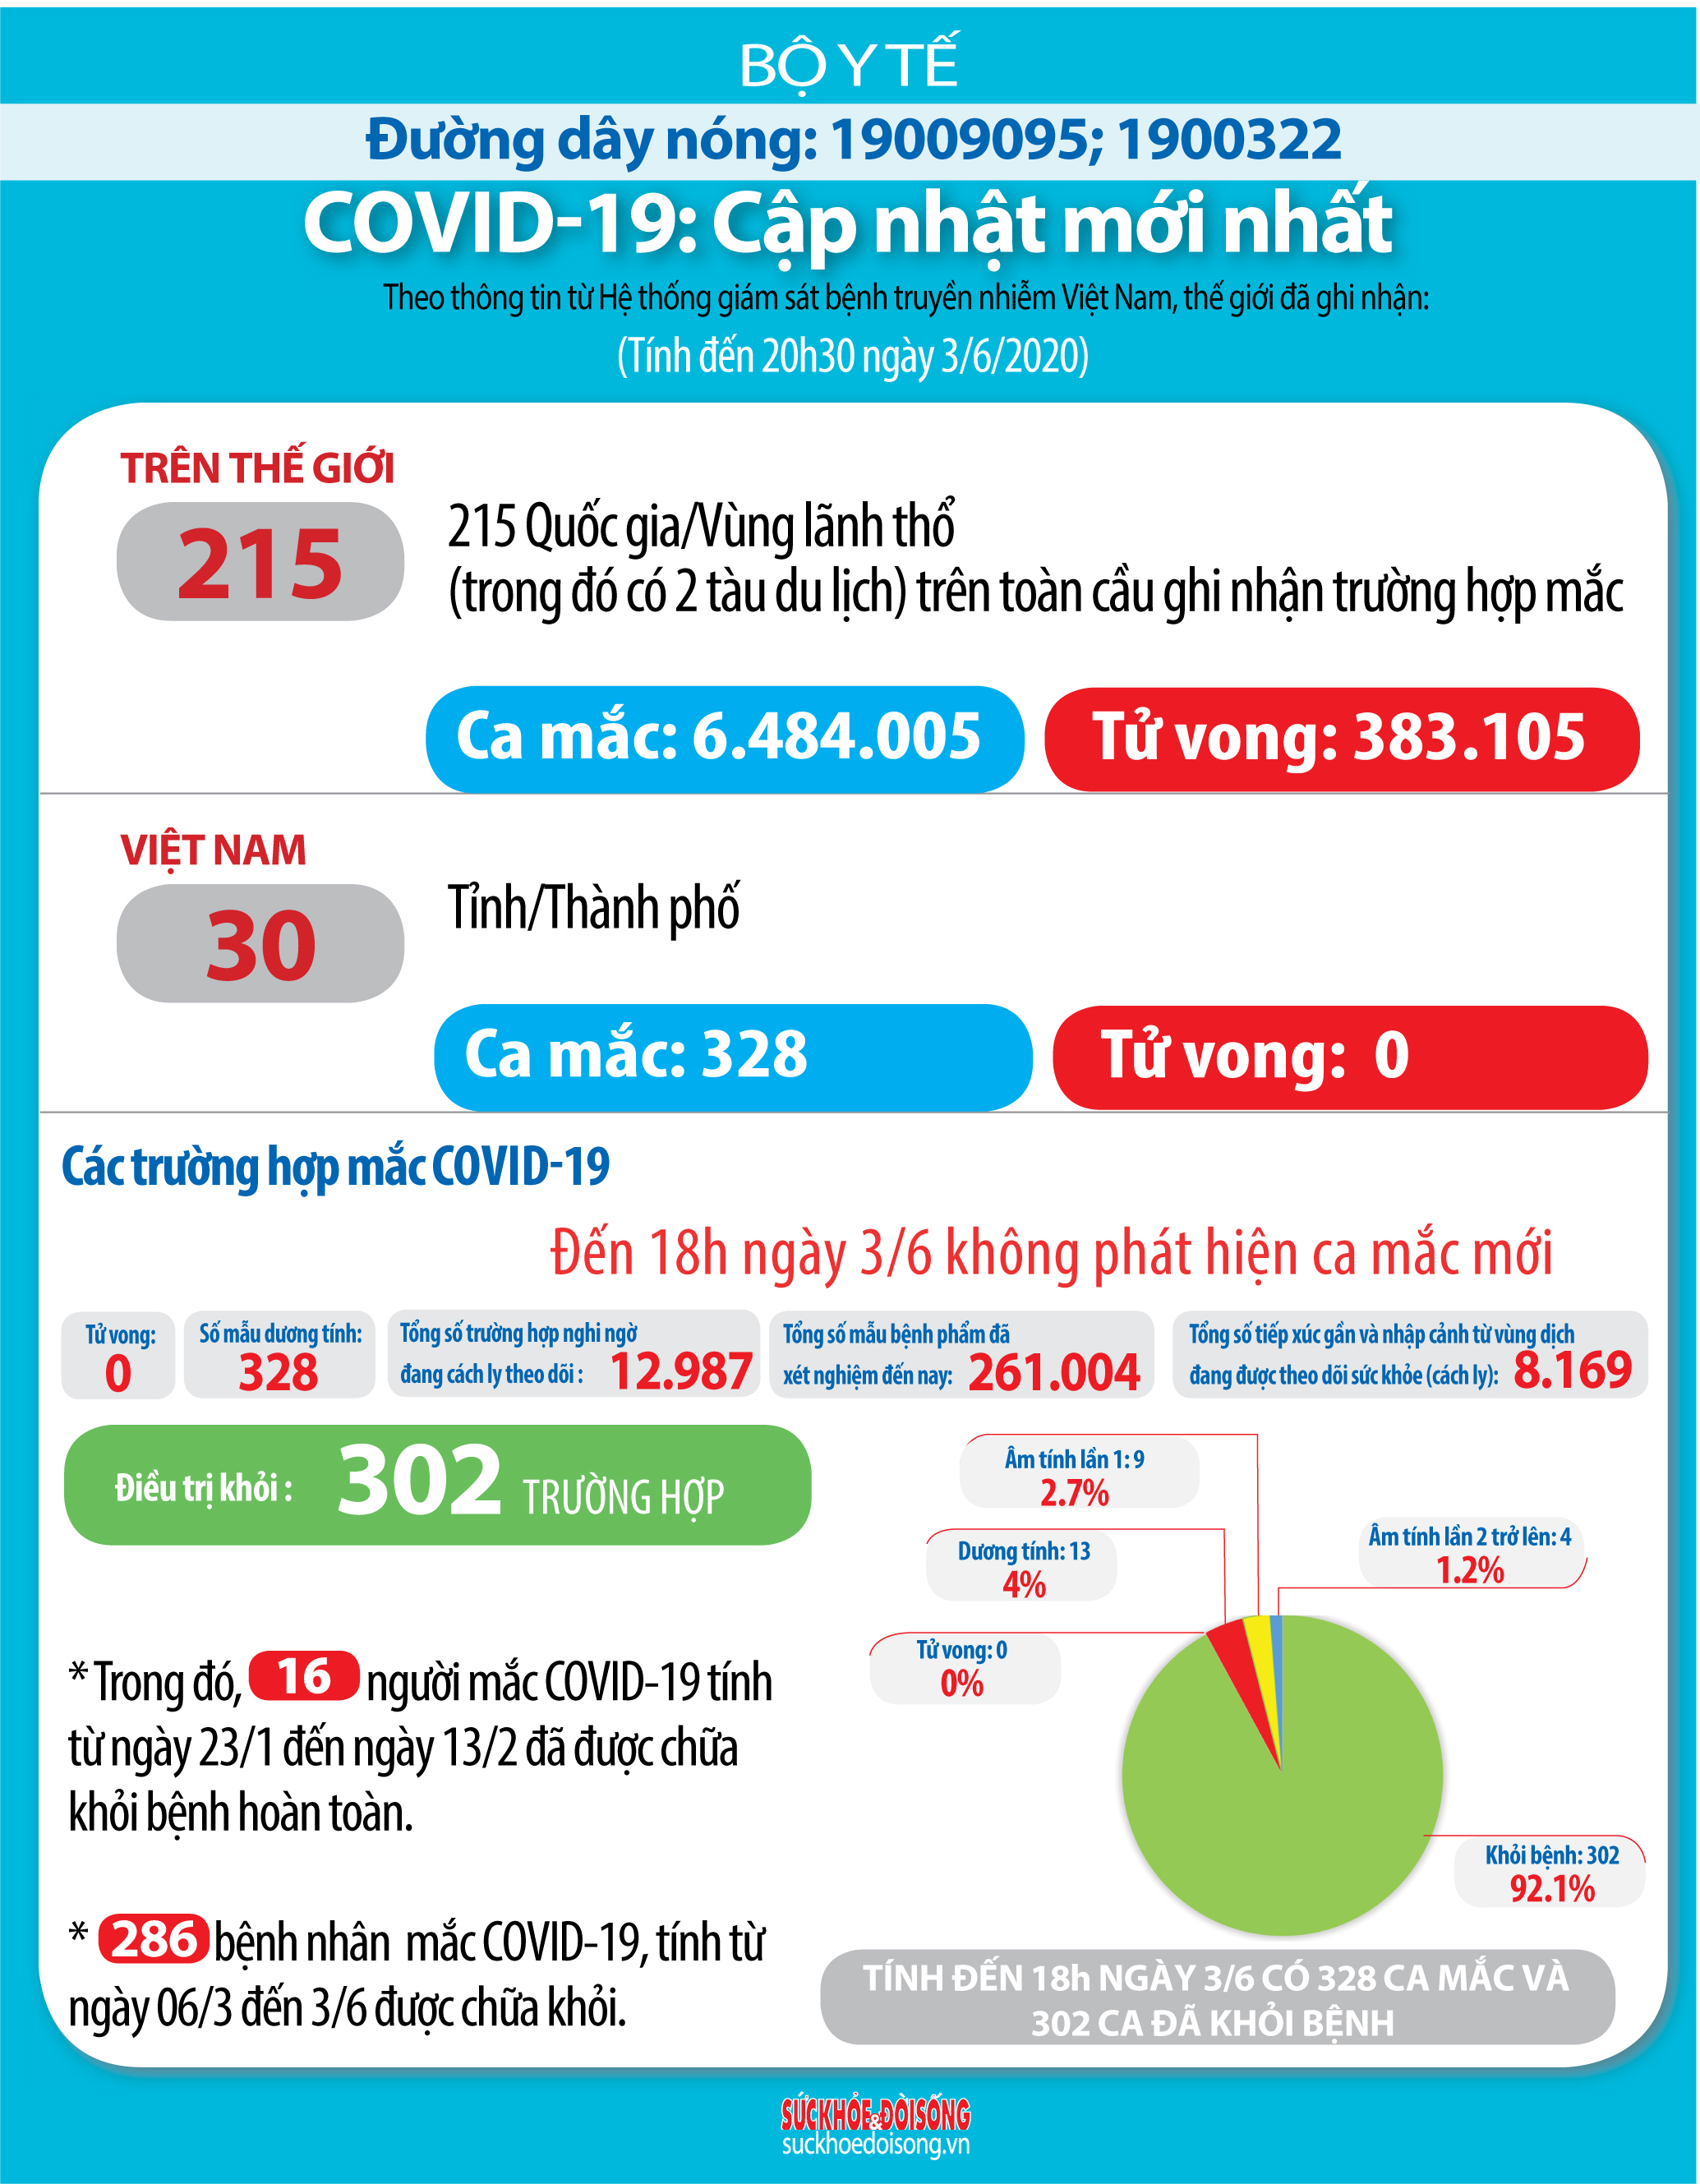 BỘ Y TẾ
Đường dây nóng: 19009095; 1900322
COVID-19: Cập nhật mới nhất
Theo thông tin từ Hệ thống giám sát bệnh truyền nhiễm Việt Nam, thế giới đã ghi nhận:
(Tính đến 20h30 ngày 3/6/2020)
TRÊN THẾ GIỚI
215
215 Quốc gia/Vùng lãnh thổ
(trong đó có 2 tàu du lịch) trên toàn cầu ghi nhận trường hợp mắc
Ca mắc: 6.484.005
Tử vong: 383.105
VIỆT NAM
30
Tỉnh/Thành phố
Ca mắc: 328
Tử vong: 0
Các trường hợp mắc COVID-19
Đến 18h ngày 3/6 không phát hiện ca mắc mới
Tử vong:
0
Số mẫu dương tính:
328
Tổng số trường hợp nghi ngờ
đang cách ly theo dõi : 12.987
Tổng số mẫu bệnh phẩm đã
xét nghiệm đến nay: 261.004
Tổng số tiếp xúc gần và nhập cảnh từ vùng dịch
đang được theo dõi sức khỏe (cách ly): 8.169
Điều trị khỏi : 302 TRƯỜNG HỢP
Âm tính lần 1: 9
2.7%
Dương tính: 13
4%
Âm tính lần 2 trở lên: 4
1.2%
Tử vong: 0
0%
Khỏi bệnh: 302
92.1%
* Trong đó, 16 người mắc COVID-19 tính
từ ngày 23/1 đến ngày 13/2 đã được chữa
khỏi bệnh hoàn toàn.
* 286 bệnh nhân mắc COVID-19, tính từ
ngày 06/3 đến 3/6 được chữa khỏi.
TÍNH ĐẾN 18h NGÀY 3/6 CÓ 328 CA MẮC VÀ
302 CA ĐÃ KHỎI BỆNH
SỨC KHỎE & ĐỜI SỐNG
suckhoedoisong.vn